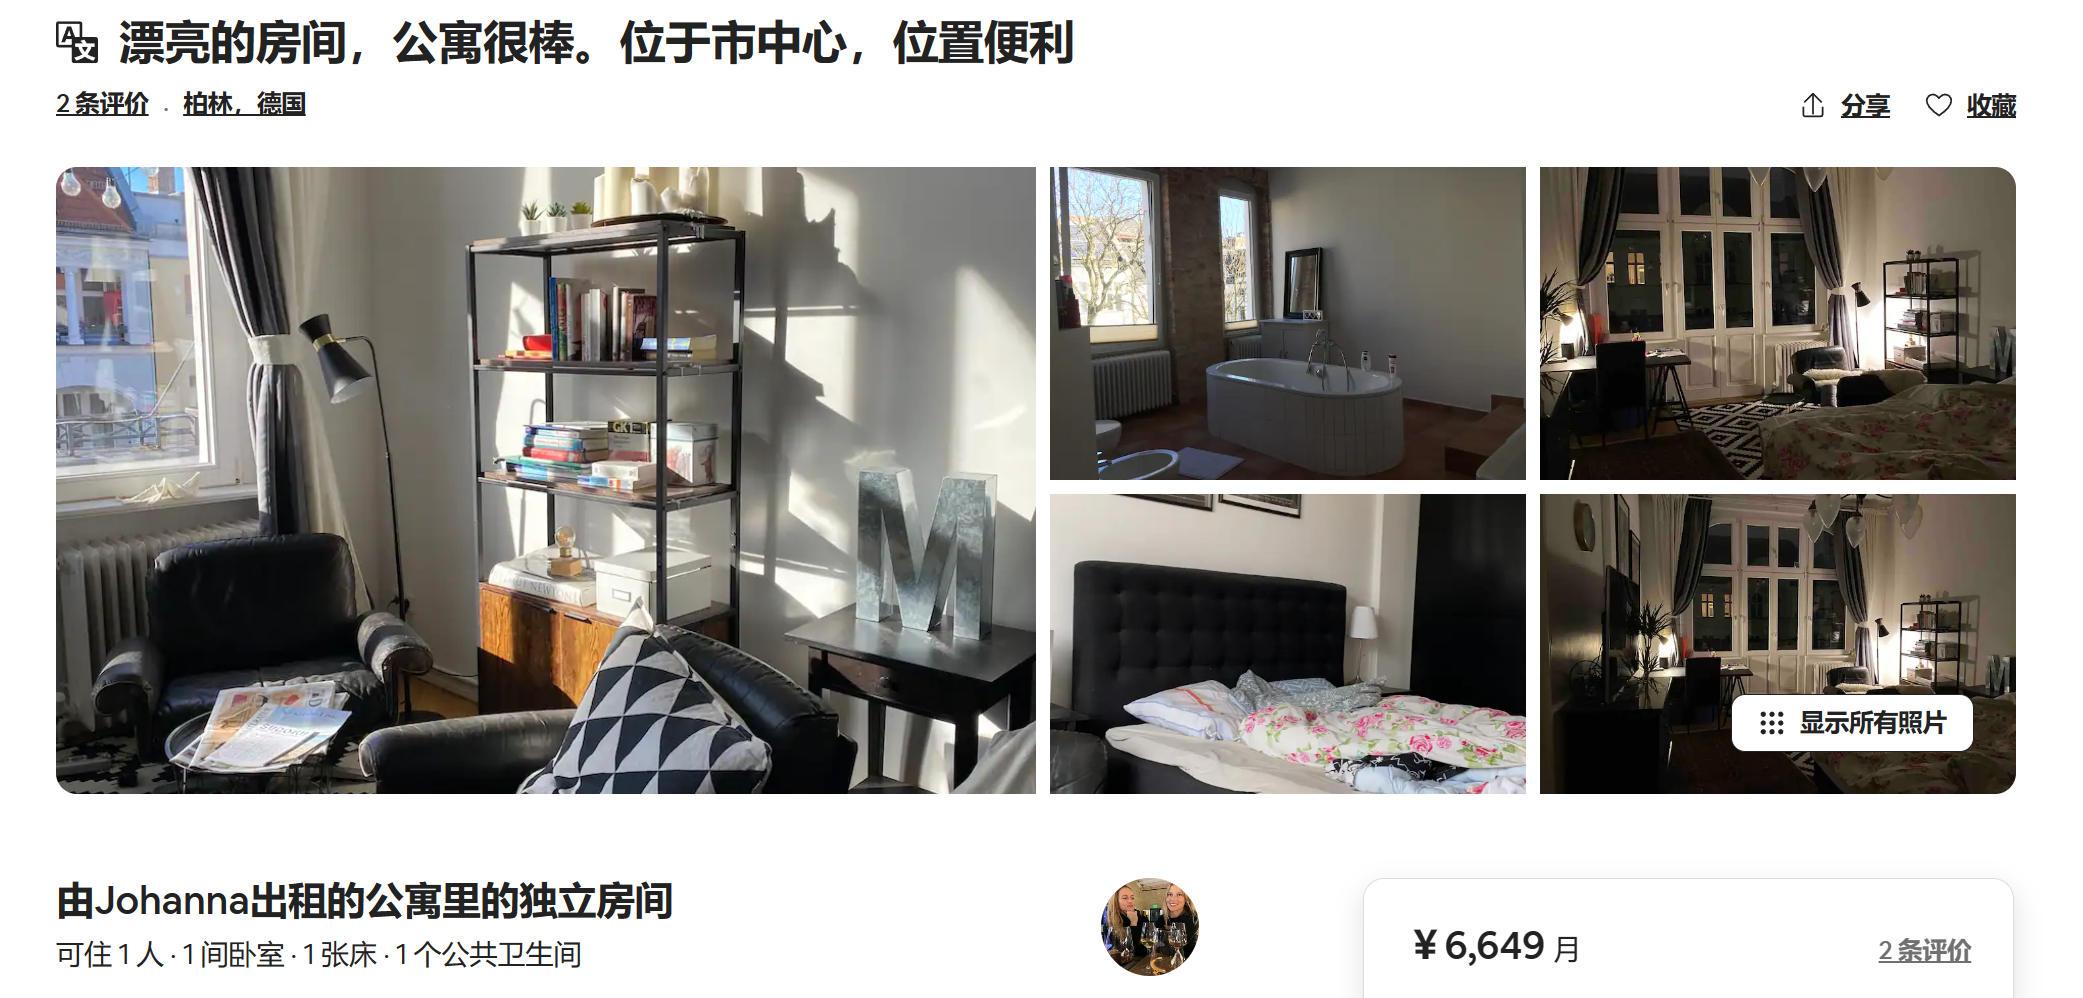 漂亮的房间，公寓很棒。位于市中心，位置便利
2 条评价 · 柏林，德国
分享
收藏
GK1
M
显示所有照片
由Johanna出租的公寓里的独立房间
可住 1 人 · 1 间卧室 · 1 张床 · 1 个公共卫生间
¥ 6,649 月
2 条评价